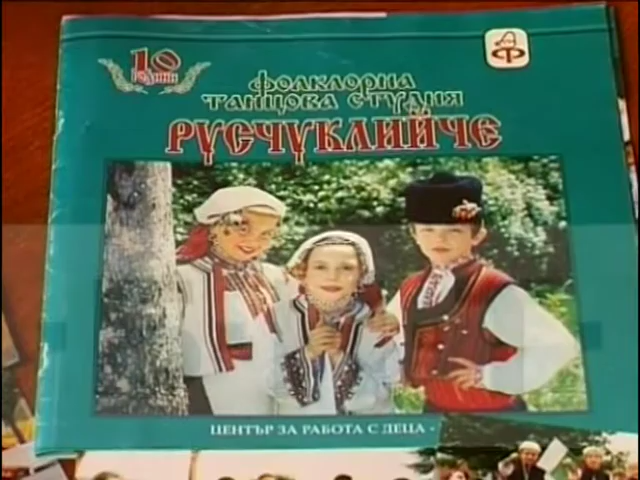 10
ГОДИНИ
ФОЛКЛОРНА
ТАНЦОВА СТУДИЯ
РУСЧУКЛИЙЧЕ
ЦЕНТЪР ЗА РАБОТА С ДЕЦА -